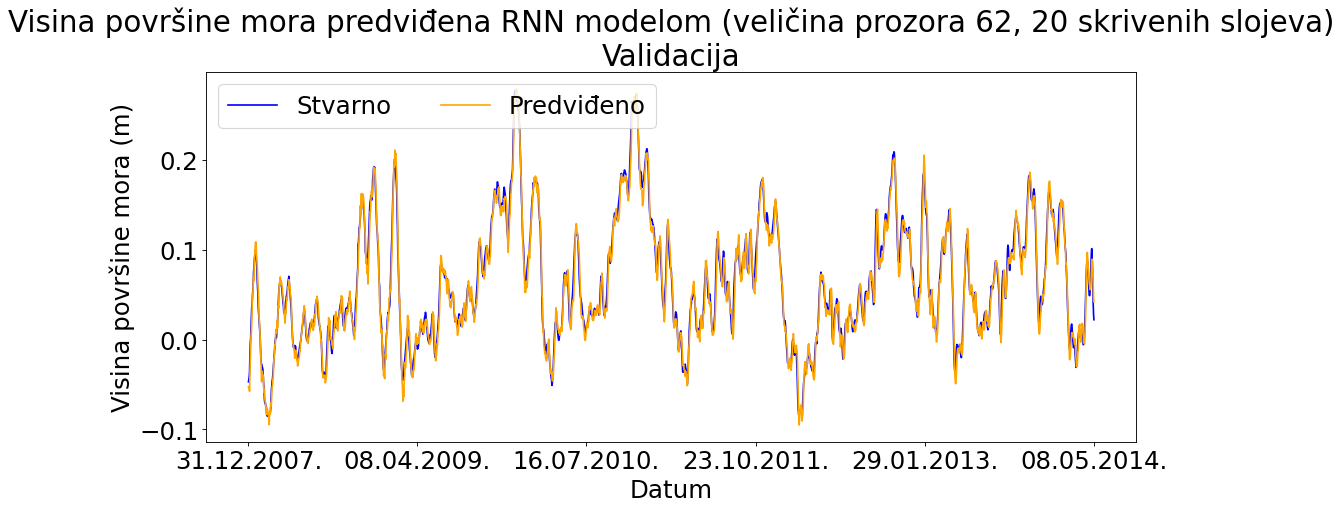 Visina površine mora predviđena RNN modelom (veličina prozora 62, 20 skrivenih slojeva)
Validacija
Stvarno
Predviđeno
Visina površine mora (m)
0.2
0.1
0.0
−0.1
31.12.2007.
08.04.2009.
16.07.2010.
23.10.2011.
29.01.2013.
08.05.2014.
Datum